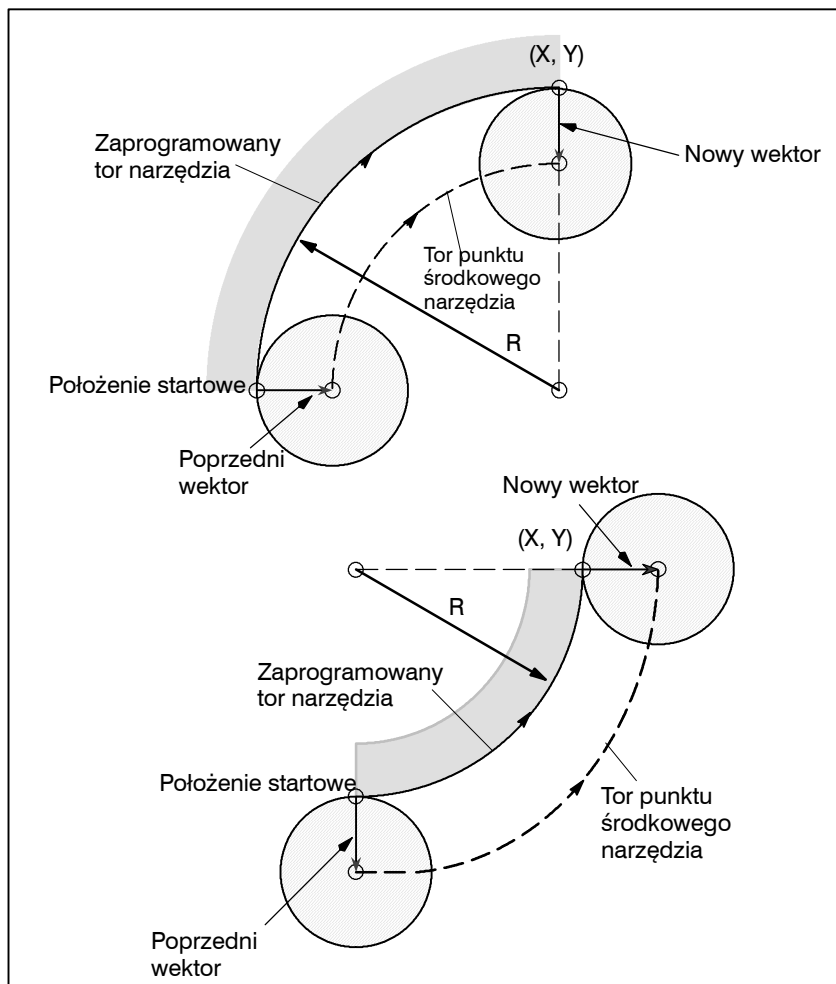 (X, Y)
Zaprogramowany
tor narzędzia
Nowy wektor
Tor punktu
środkowego
narzędzia
R
Położenie startowe
Poprzedni
wektor
Nowy wektor
(X, Y)
R
Zaprogramowany
tor narzędzia
Położenie startowe
Tor punktu
środkowego
narzędzia
Poprzedni
wektor